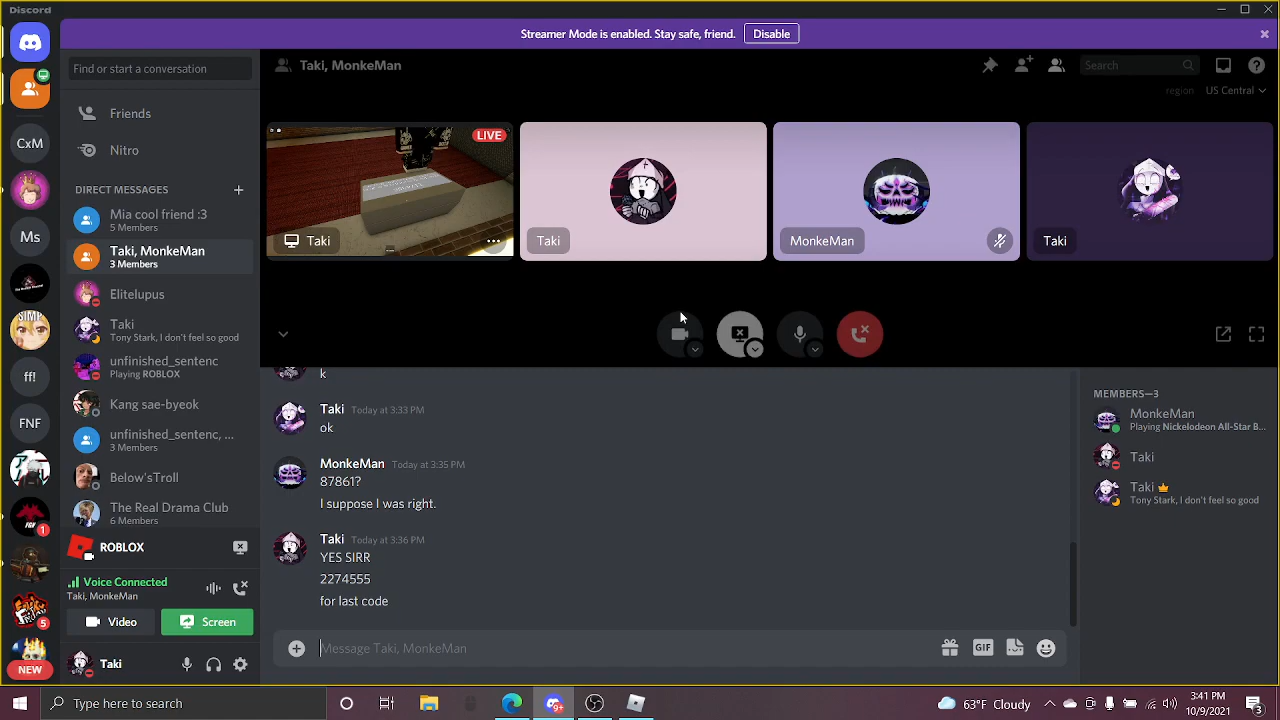 Discord
Streamer Mode is enabled. Stay safe, friend.
Disable
Find or start a conversation
Taki, MonkeMan
Search
region
US Central
CxM
Ms
SIMP
ff!
FNF
1
5
NEW
Friends
Nitro
DIRECT MESSAGES
Mia cool friend :3
5 Members
Taki, MonkeMan
3 Members
Elitelupus
Taki
Tony Stark, I don't feel so good
unfinished_sentenc
Playing ROBLOX
Kang sae-byeok
unfinished_sentenc, ...
3 Members
Below'sTroll
The Real Drama Club
6 Members
ROBLOX
Voice Connected
Taki, MonkeMan
Video
Screen
Taki
LIVE
Taki
Taki
MonkeMan
Taki
k
Taki Today at 3:33 PM
ok
MonkeMan Today at 3:35 PM
87861?
I suppose I was right.
Taki Today at 3:36 PM
YES SIRR
2274555
for last code
Message Taki, MonkeMan
GIF
MEMBERS—3
MonkeMan
Playing Nickelodeon All-Star B...
Taki
Taki
Tony Stark, I don't feel so good
Type here to search
9+
63°F Cloudy
3:41 PM
10/9/2021
3